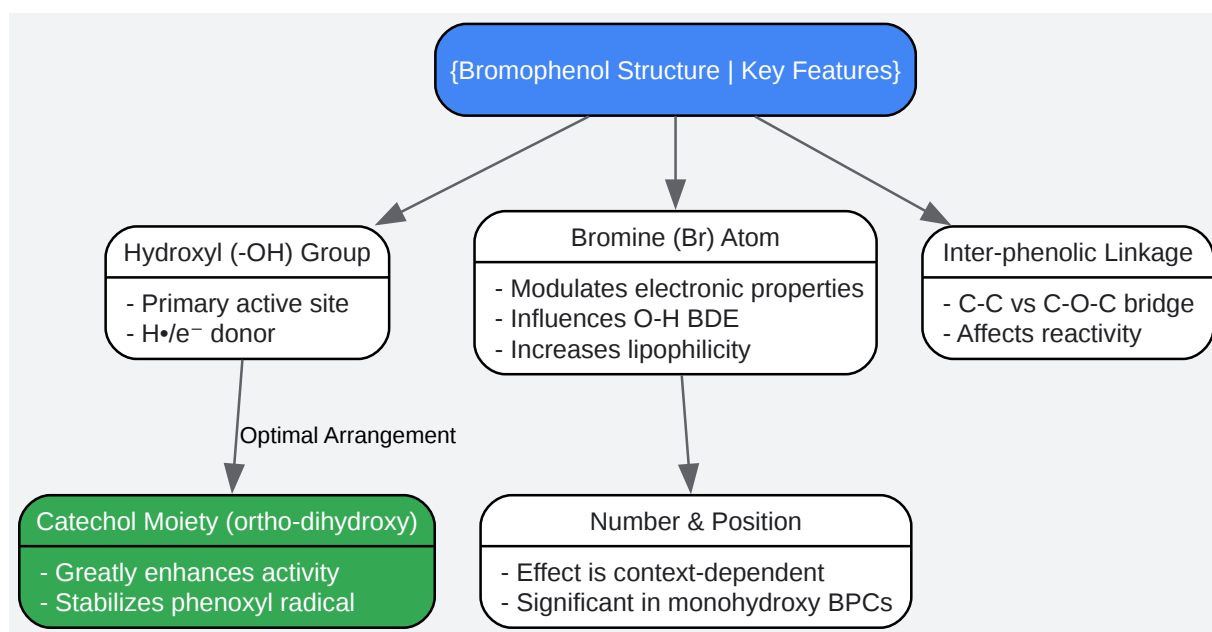 {Bromophenol Structure | Key Features}
Hydroxyl (-OH) Group
- Primary active site
- H•/e⁻ donor
Bromine (Br) Atom
- Modulates electronic properties
- Influences O-H BDE
- Increases lipophilicity
Inter-phenolic Linkage
- C-C vs C-O-C bridge
- Affects reactivity
Optimal Arrangement
Catechol Moiety (ortho-dihydroxy)
- Greatly enhances activity
- Stabilizes phenoxyl radical
Number & Position
- Effect is context-dependent
- Significant in monohydroxy BPCs